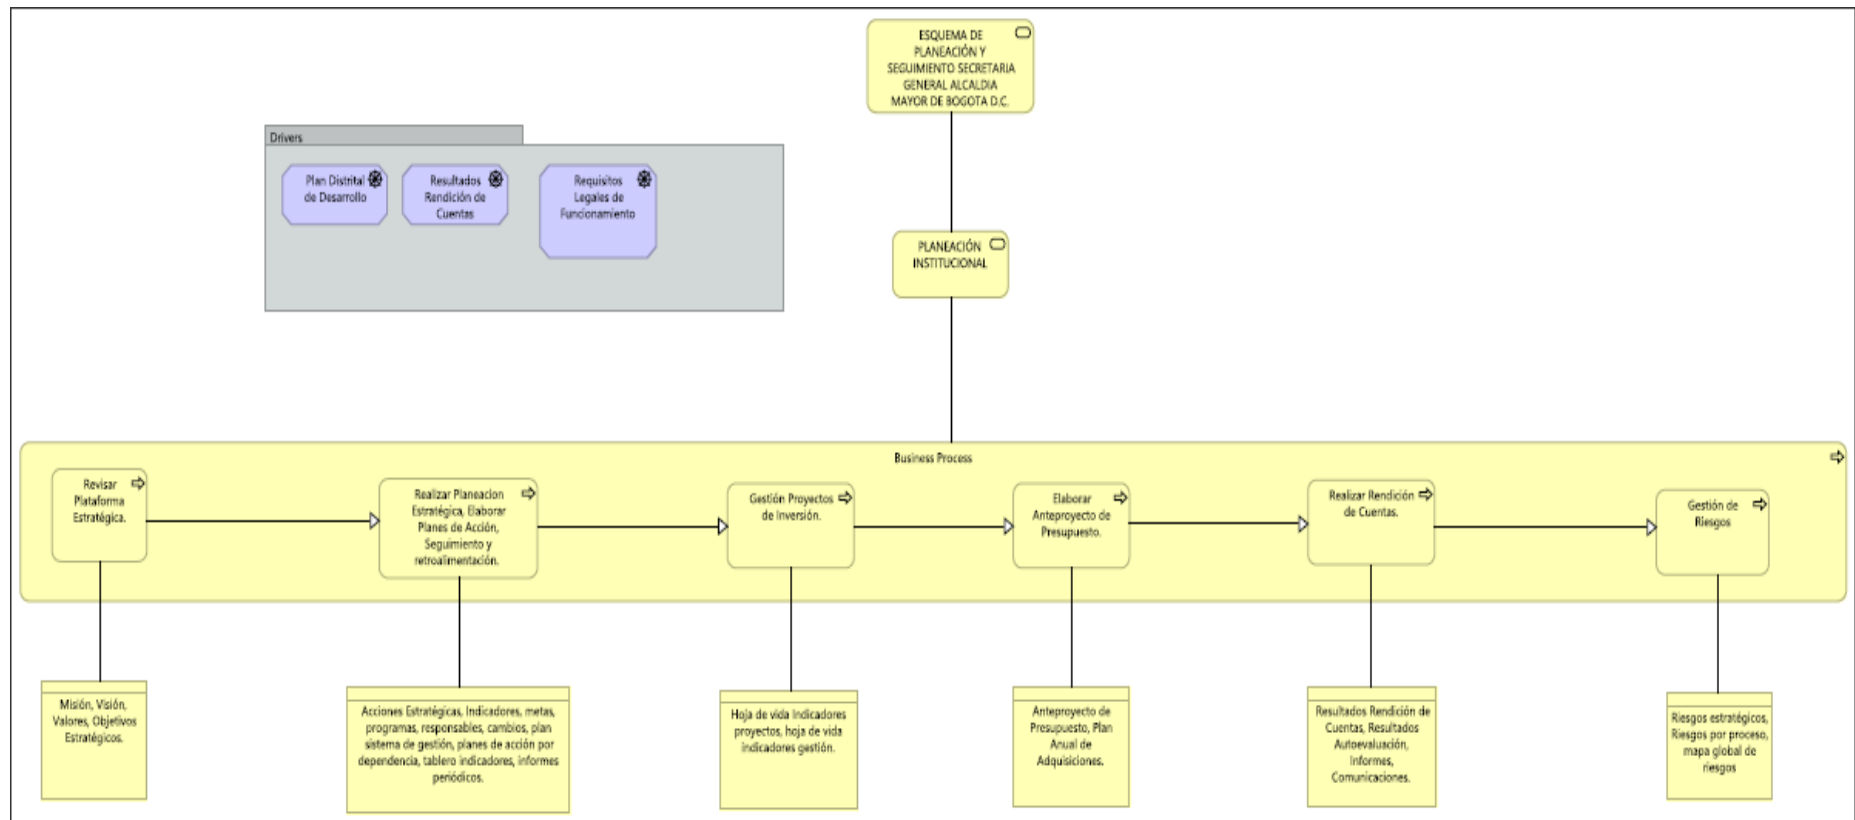 ESQUEMA DE
PLANEACIÓN Y
SEGUIMIENTO SECRETARIA
GENERAL ALCALDIA
MAYOR DE BOGOTA D.C.
Drivers
Plan Distrital
de Desarrollo
Resultados
Rendición de
Cuentas
Requisitos
Legales de
Funcionamiento
PLANEACIÓN
INSTITUCIONAL
Business Process
Revisar
Plataforma
Estratégica.
Realizar Planeacion
Estratégica, Elaborar
Planes de Acción,
Seguimiento y
retroalimentación.
Gestión Proyectos
de Inversión.
Elaborar
Anteproyecto de
Presupuesto.
Realizar Rendición
de Cuentas.
Gestión de
Riesgos
Misión, Visión,
Valores, Objetivos
Estratégicos.
Acciones Estratégicas, Indicadores, metas,
programas, responsables, cambios, plan
sistema de gestión, planes de acción por
dependencia, tablero indicadores, informes
periódicos.
Hoja de vida Indicadores
proyectos, hoja de vida
indicadores gestión.
Anteproyecto de
Presupuesto, Plan
Anual de
Adquisiciones.
Resultados Rendición de
Cuentas, Resultados
Autoevaluación,
Informes,
Comunicaciones.
Riesgos estratégicos,
Riesgos por proceso,
mapa global de
riesgos